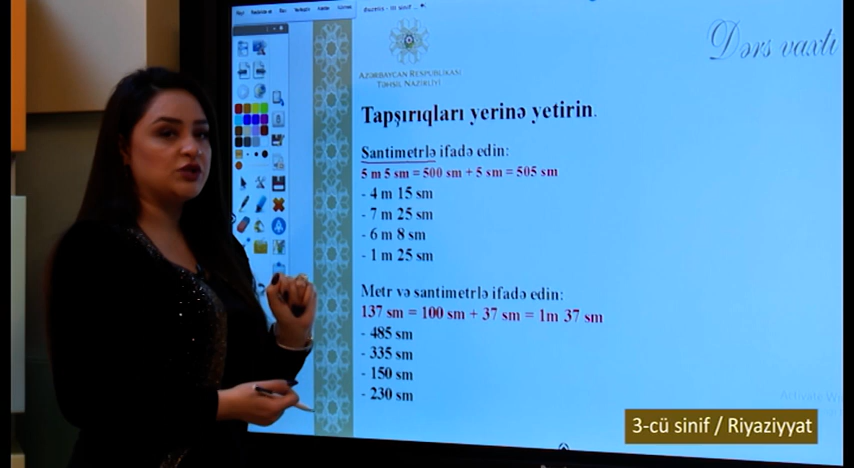 Dərs vaxtı
AZƏRBAYCAN RESPUBLİKASI
TƏHSİL NAZİRLİYİ
Tapşırıqları yerinə yetirin.
Santimetrlə ifadə edin:
5 m 5 sm = 500 sm + 5 sm = 505 sm
- 4 m 15 sm
- 7 m 25 sm
- 6 m 8 sm
- 1 m 25 sm
Metr və santimetrlə ifadə edin:
137 sm = 100 sm + 37 sm = 1m 37 sm
- 485 sm
- 335 sm
- 150 sm
- 230 sm
Activate
3-cü sinif / Riyaziyyat